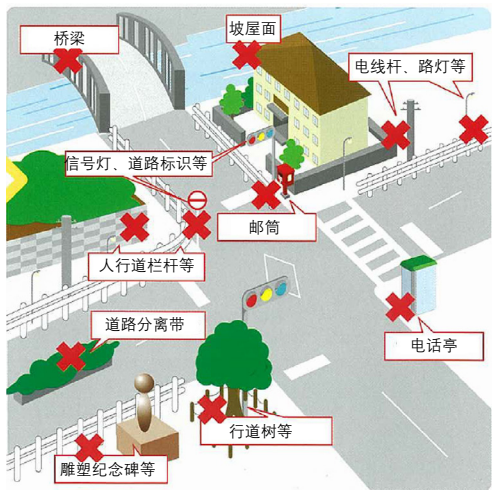 桥梁
坡屋面
电线杆、路灯等
信号灯、道路标识等
邮筒
人行道栏杆等
道路分离带
电话亭
行道树等
雕塑纪念碑等